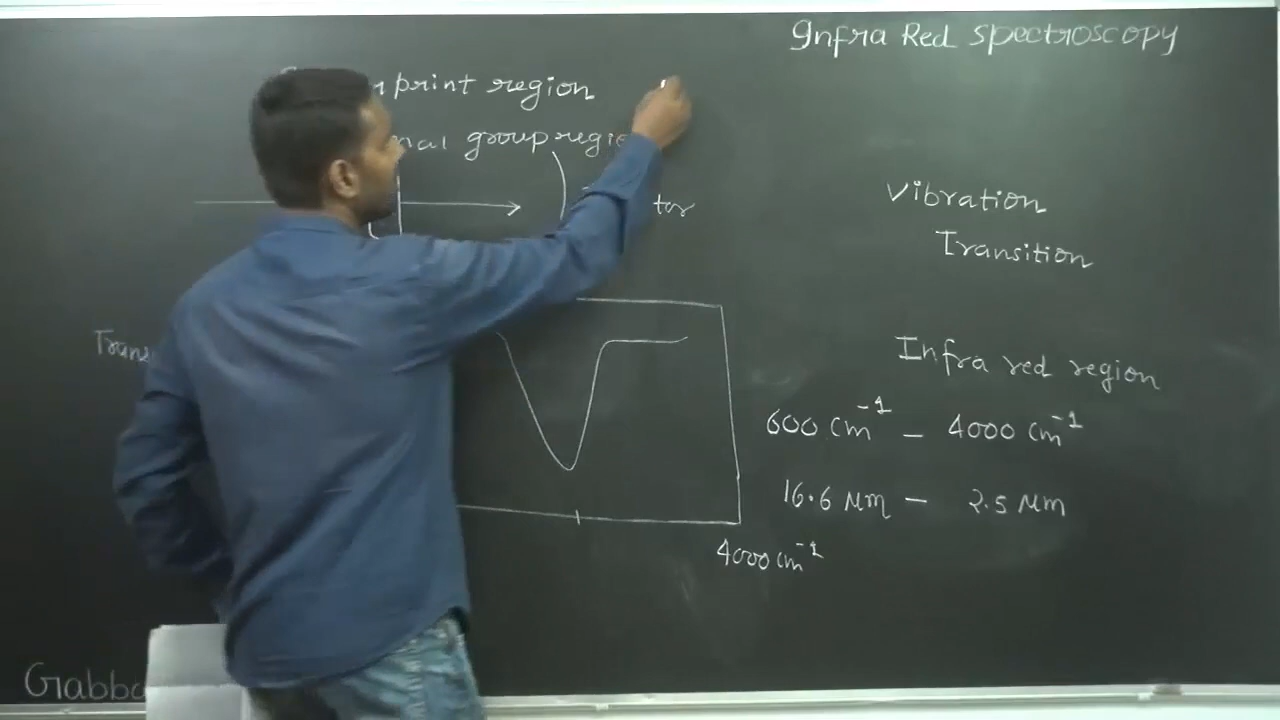 Infra Red spectroscopy
print region
group region
Vibration
Transition
Infra red region
600 cm⁻¹ – 4000 cm⁻¹
16.6 μm – 2.5 μm
4000 cm⁻¹